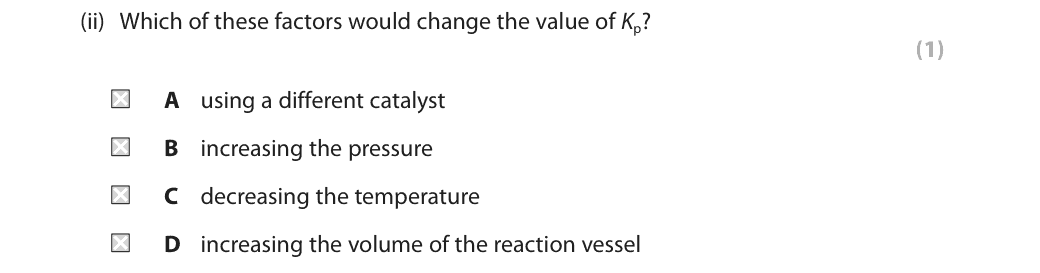 (ii) Which of these factors would change the value of Kp?
(1)
A using a different catalyst
B increasing the pressure
C decreasing the temperature
D increasing the volume of the reaction vessel